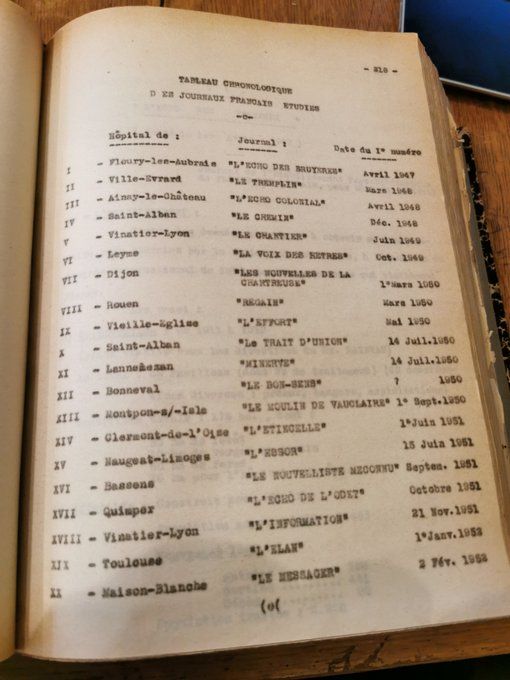 - 218 -
TABLEAU CHRONOLOGIQUE
D ES JOURNAUX FRANCAIS ETUDIES
-o-
Hôpital de : Journal : Date du I° numéro
I - Fleury-les-Aubrais "L'ECHO DES BRUYERES" Avril 1947
II - Ville-Evrard "LE TREMPLIN" Mars 1948
III - Ainay-le-Château "L'ECHO COLONIAL" Avril 1948
IV - Saint-Alban "LE CHEMIN" Déc. 1948
V - Vinatier-Lyon "LE CHARTIER" Juin 1949
VI - Leyme "LA VOIX DES RETRES" Oct. 1949
VII - Dijon "LES NOUVELLES DE LA
CHARTREUSE" 1°Mars 1950
VIII - Rouen "REGAIN" Mars 1950
IX - Vieille-Eglise "L'EFFORT" Mai 1950
X - Saint-Alban "Le TRAIT D'UNION" 14 Juil.1950
XI - Lannemezan "MINERVE" 14 Juil.1950
XII - Bonneval "LE BON-SENS" ? 1950
XIII - Montpon-s/-Isle "LE MOULIN DE VAUCLAIRE" 1° Sept.1950
XIV - Clermont-de-l'Oise "L'ETINCELLE" 1°Juin 1951
XV - Naugeat-Limoges "L'ESSOR" 15 Juin 1951
XVI - Bassens "LE NOUVELLISTE MECONNU" Septem. 1951
XVII - Quimper "L'ECHO DE L'ODET" Octobre 1951
XVIII - Vinatier-Lyon "L'INFORMATION" 21 Nov.1951
XIX - Toulouse "L'ELAN" 1°Janv.1952
XX - Maison-Blanche "LE MESSAGER" 2 Fév. 1952